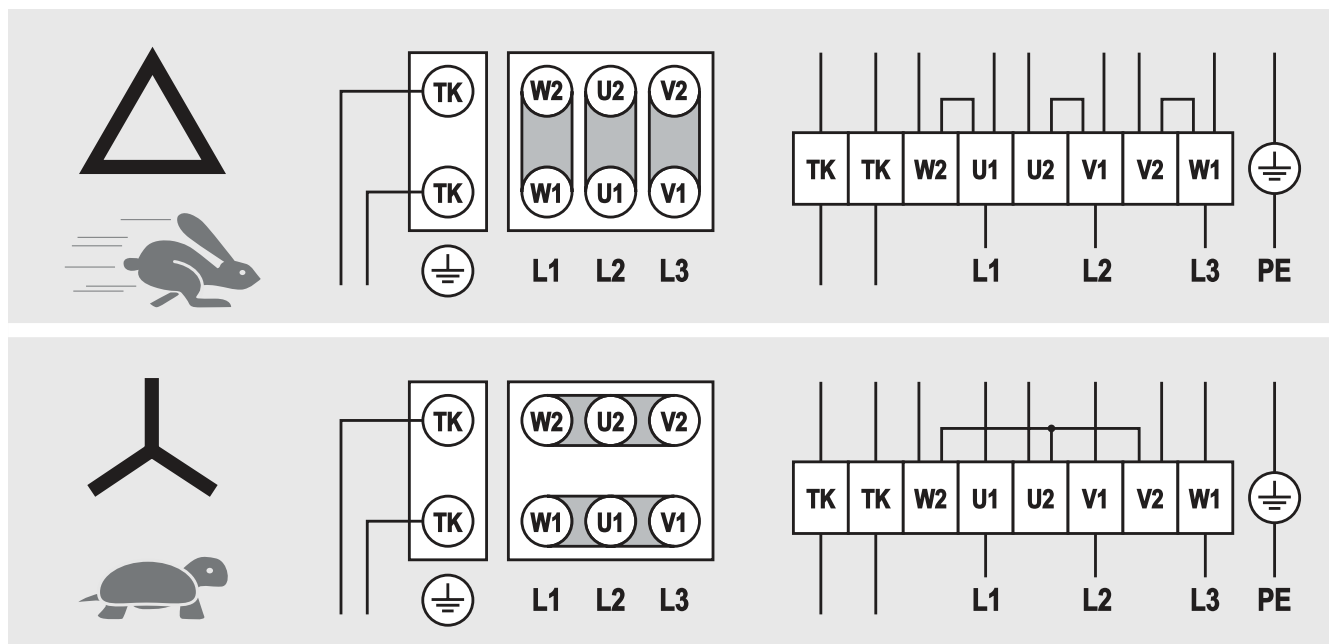 TK W2 U2 V2
TK W1 U1 V1
L1 L2 L3
TK TK W2 U1 U2 V1 V2 W1
L1 L2 L3 PE
TK W2 U2 V2
TK W1 U1 V1
L1 L2 L3
TK TK W2 U1 U2 V1 V2 W1
L1 L2 L3 PE